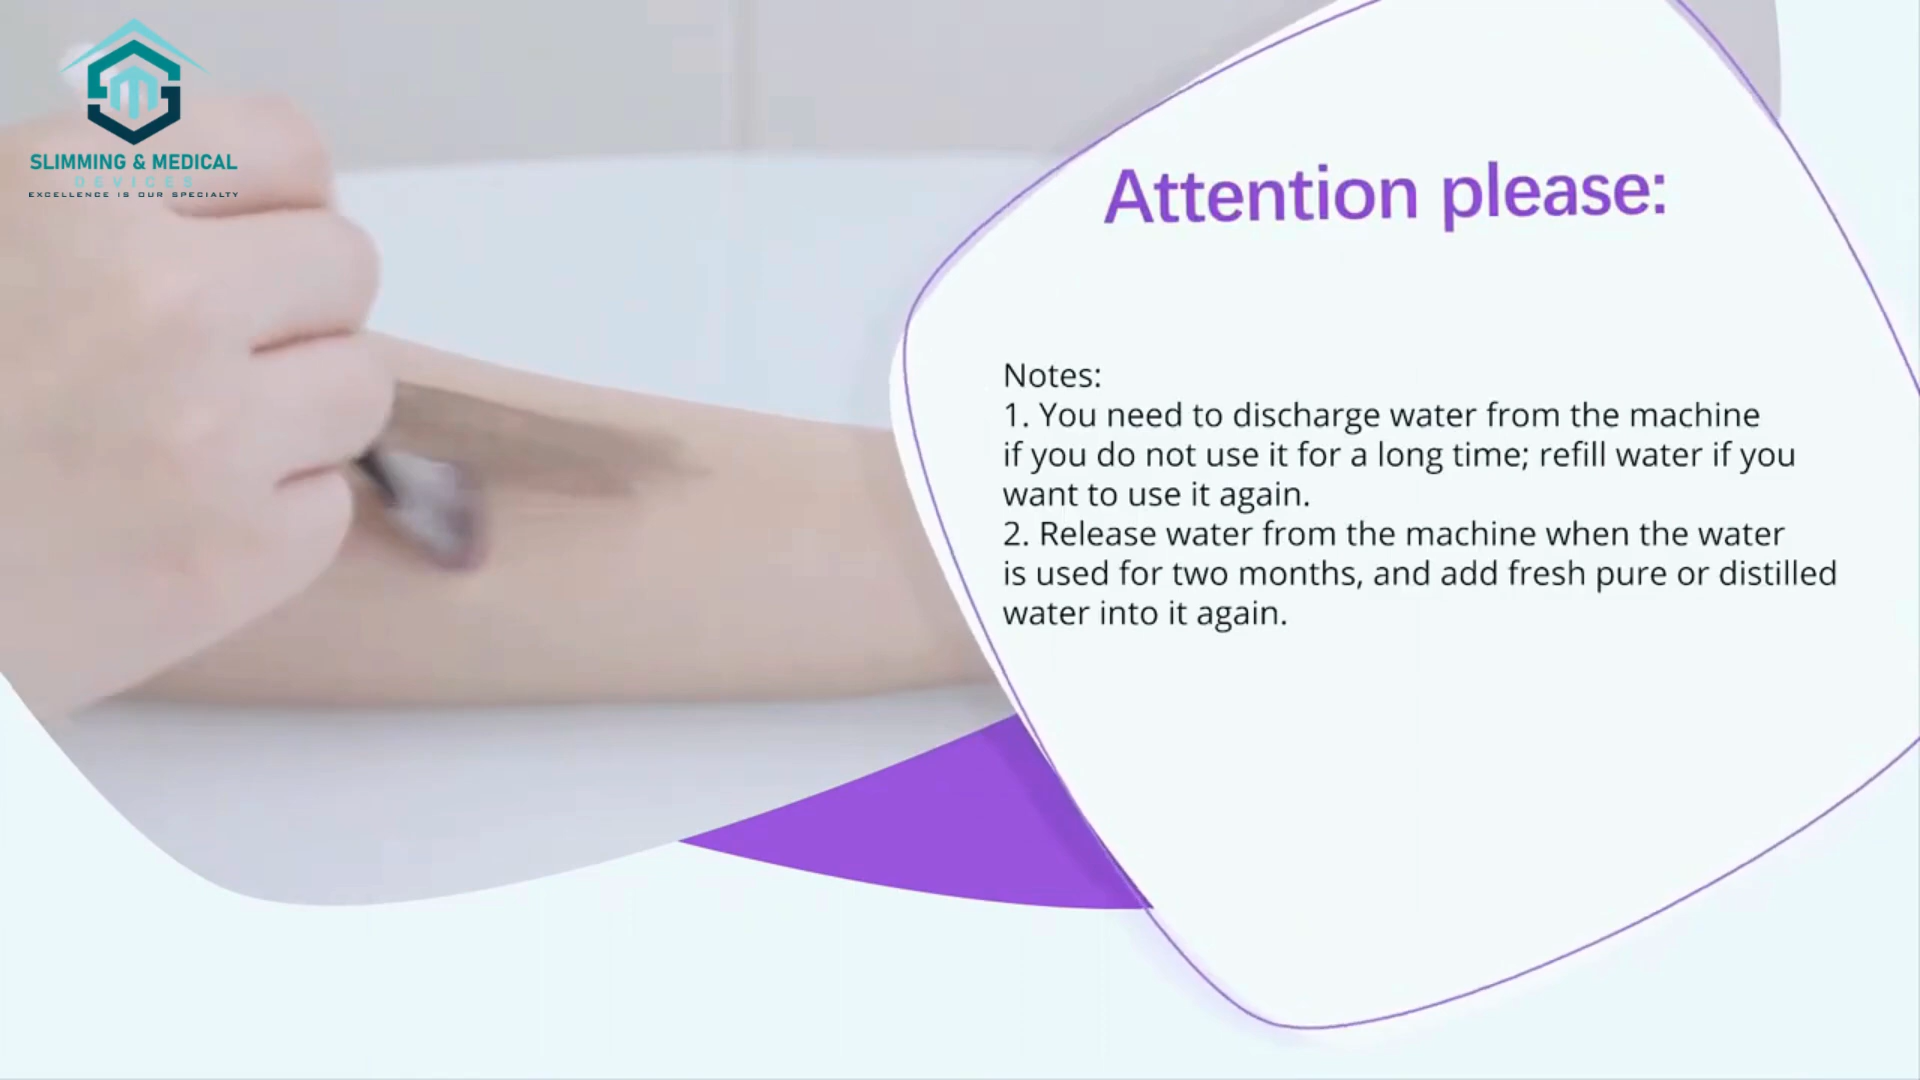 SLIMMING & MEDICAL
DEVICES
EXCELLENCE IS OUR SPECIALTY
Attention please:
Notes:
1. You need to discharge water from the machine
if you do not use it for a long time; refill water if you
want to use it again.
2. Release water from the machine when the water
is used for two months, and add fresh pure or distilled
water into it again.